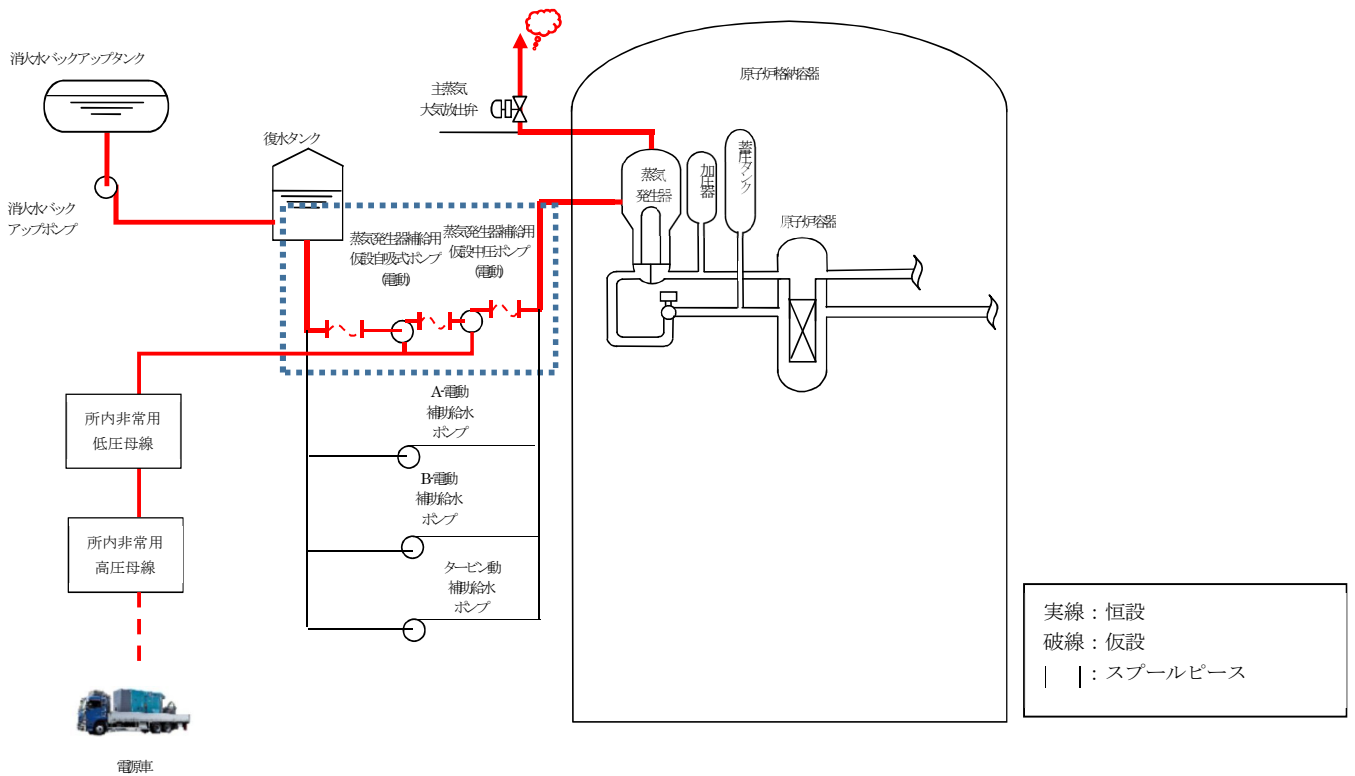 消火水バックアップタンク
消火水バック
アップポンプ
復水タンク
主蒸気
大気放出弁
原子炉格納容器
蒸気
発生器
加圧器
蓄圧タンク
原子炉容器
蒸気発生器補給用
仮設自吸式ポンプ
(電動)
蒸気発生器補給用
仮設中圧ポンプ
(電動)
A-電動
補助給水
ポンプ
B-電動
補助給水
ポンプ
タービン動
補助給水
ポンプ
所内非常用
低圧母線
所内非常用
高圧母線
電源車
実線：恒設
破線：仮設
｜　｜：スプールピース